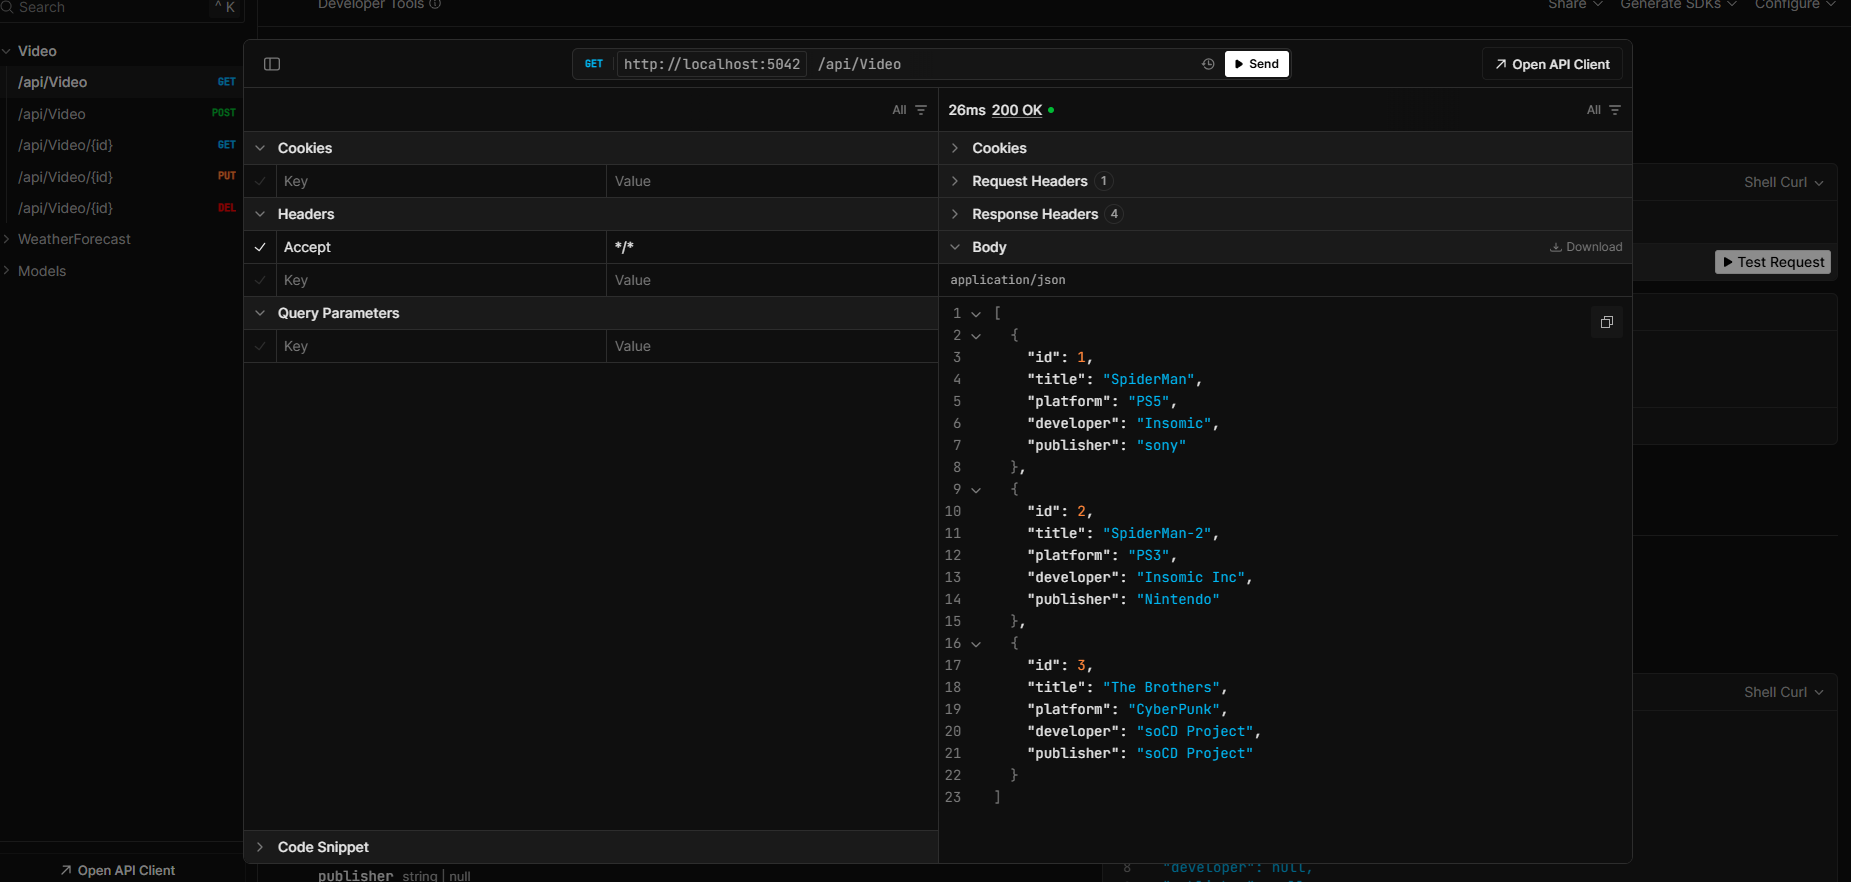 Search
^ K
Developer Tools
Share
Generate SDKs
Configure
Video
/api/Video GET
/api/Video POST
/api/Video/{id} GET
/api/Video/{id} PUT
/api/Video/{id} DEL
WeatherForecast
Models
Open API Client
GET http://localhost:5042 /api/Video
Send
Open API Client
All
Cookies
Key Value
Headers
Accept */*
Key Value
Query Parameters
Key Value
Code Snippet
26ms 200 OK
All
Cookies
Request Headers 1
Response Headers 4
Body
Download
application/json
1 [
2 {
3 "id": 1,
4 "title": "SpiderMan",
5 "platform": "PS5",
6 "developer": "Insomic",
7 "publisher": "sony"
8 },
9 {
10 "id": 2,
11 "title": "SpiderMan-2",
12 "platform": "PS3",
13 "developer": "Insomic Inc",
14 "publisher": "Nintendo"
15 },
16 {
17 "id": 3,
18 "title": "The Brothers",
19 "platform": "CyberPunk",
20 "developer": "soCD Project",
21 "publisher": "soCD Project"
22 }
23 ]
Shell Curl
Test Request
Shell Curl
publisher string | null
8 "developer": null,